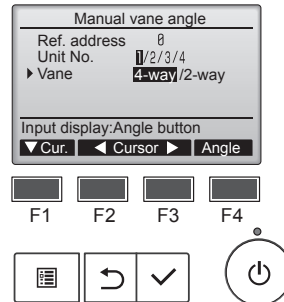 Manual vane angle
Ref. address 0
Unit No. 1/2/3/4
Vane 4-way/2-way
Input display:Angle button
▼Cur. ◀ Cursor ▶ Angle
F1 F2 F3 F4